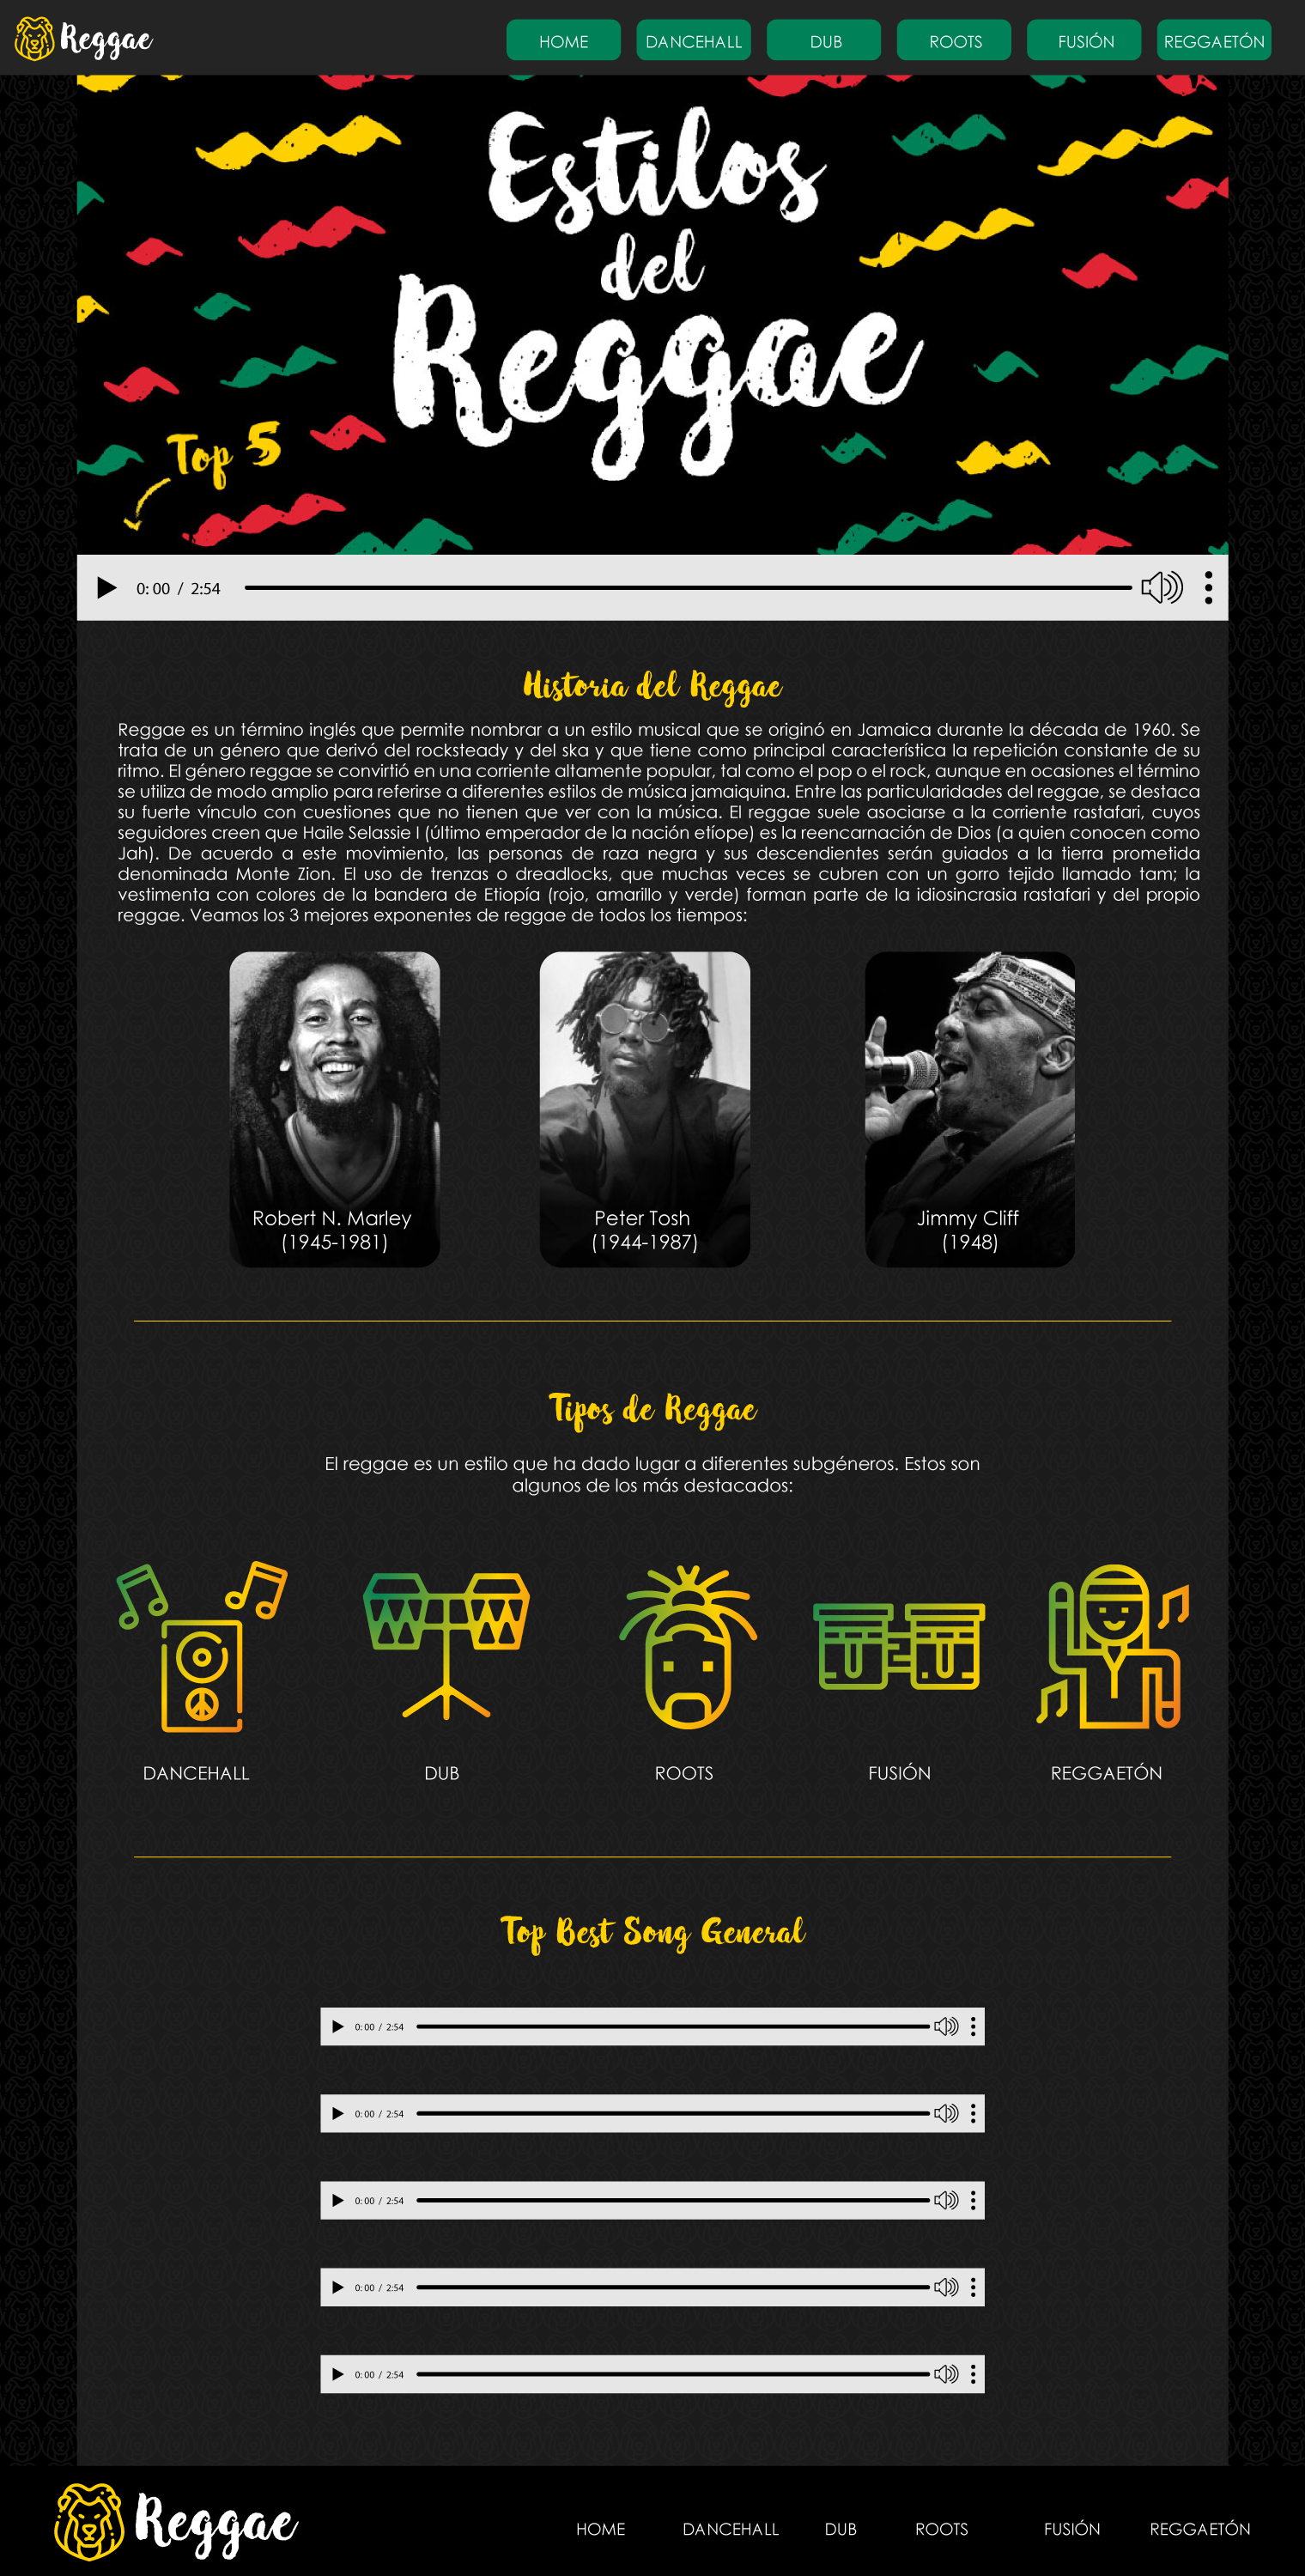 Reggae
HOME
DANCEHALL
DUB
ROOTS
FUSIÓN
REGGAETÓN
Estilos
del
Reggae
Top 5
0:00 / 2:54
Historia del Reggae
Reggae es un término inglés que permite nombrar a un estilo musical que se originó en Jamaica durante la década de 1960. Se
trata de un género que derivó del rocksteady y del ska y que tiene como principal característica la repetición constante de su
ritmo. El género reggae se convirtió en una corriente altamente popular, tal como el pop o el rock, aunque en ocasiones el término
se utiliza de modo amplio para referirse a diferentes estilos de música jamaiquina. Entre las particularidades del reggae, se destaca
su fuerte vínculo con cuestiones que no tienen que ver con la música. El reggae suele asociarse a la corriente rastafari, cuyos
seguidores creen que Haile Selassie I (último emperador de la nación etíope) es la reencarnación de Dios (a quien conocen como
Jah). De acuerdo a este movimiento, las personas de raza negra y sus descendientes serán guiados a la tierra prometida
denominada Monte Zion. El uso de trenzas o dreadlocks, que muchas veces se cubren con un gorro tejido llamado tam; la
vestimenta con colores de la bandera de Etiopía (rojo, amarillo y verde) forman parte de la idiosincrasia rastafari y del propio
reggae. Veamos los 3 mejores exponentes de reggae de todos los tiempos:
Robert N. Marley
(1945-1981)
Peter Tosh
(1944-1987)
Jimmy Cliff
(1948)
Tipos de Reggae
El reggae es un estilo que ha dado lugar a diferentes subgéneros. Estos son
algunos de los más destacados:
DANCEHALL
DUB
ROOTS
FUSIÓN
REGGAETÓN
Top Best Song General
0:00 / 2:54
0:00 / 2:54
0:00 / 2:54
0:00 / 2:54
0:00 / 2:54
Reggae
HOME
DANCEHALL
DUB
ROOTS
FUSIÓN
REGGAETÓN